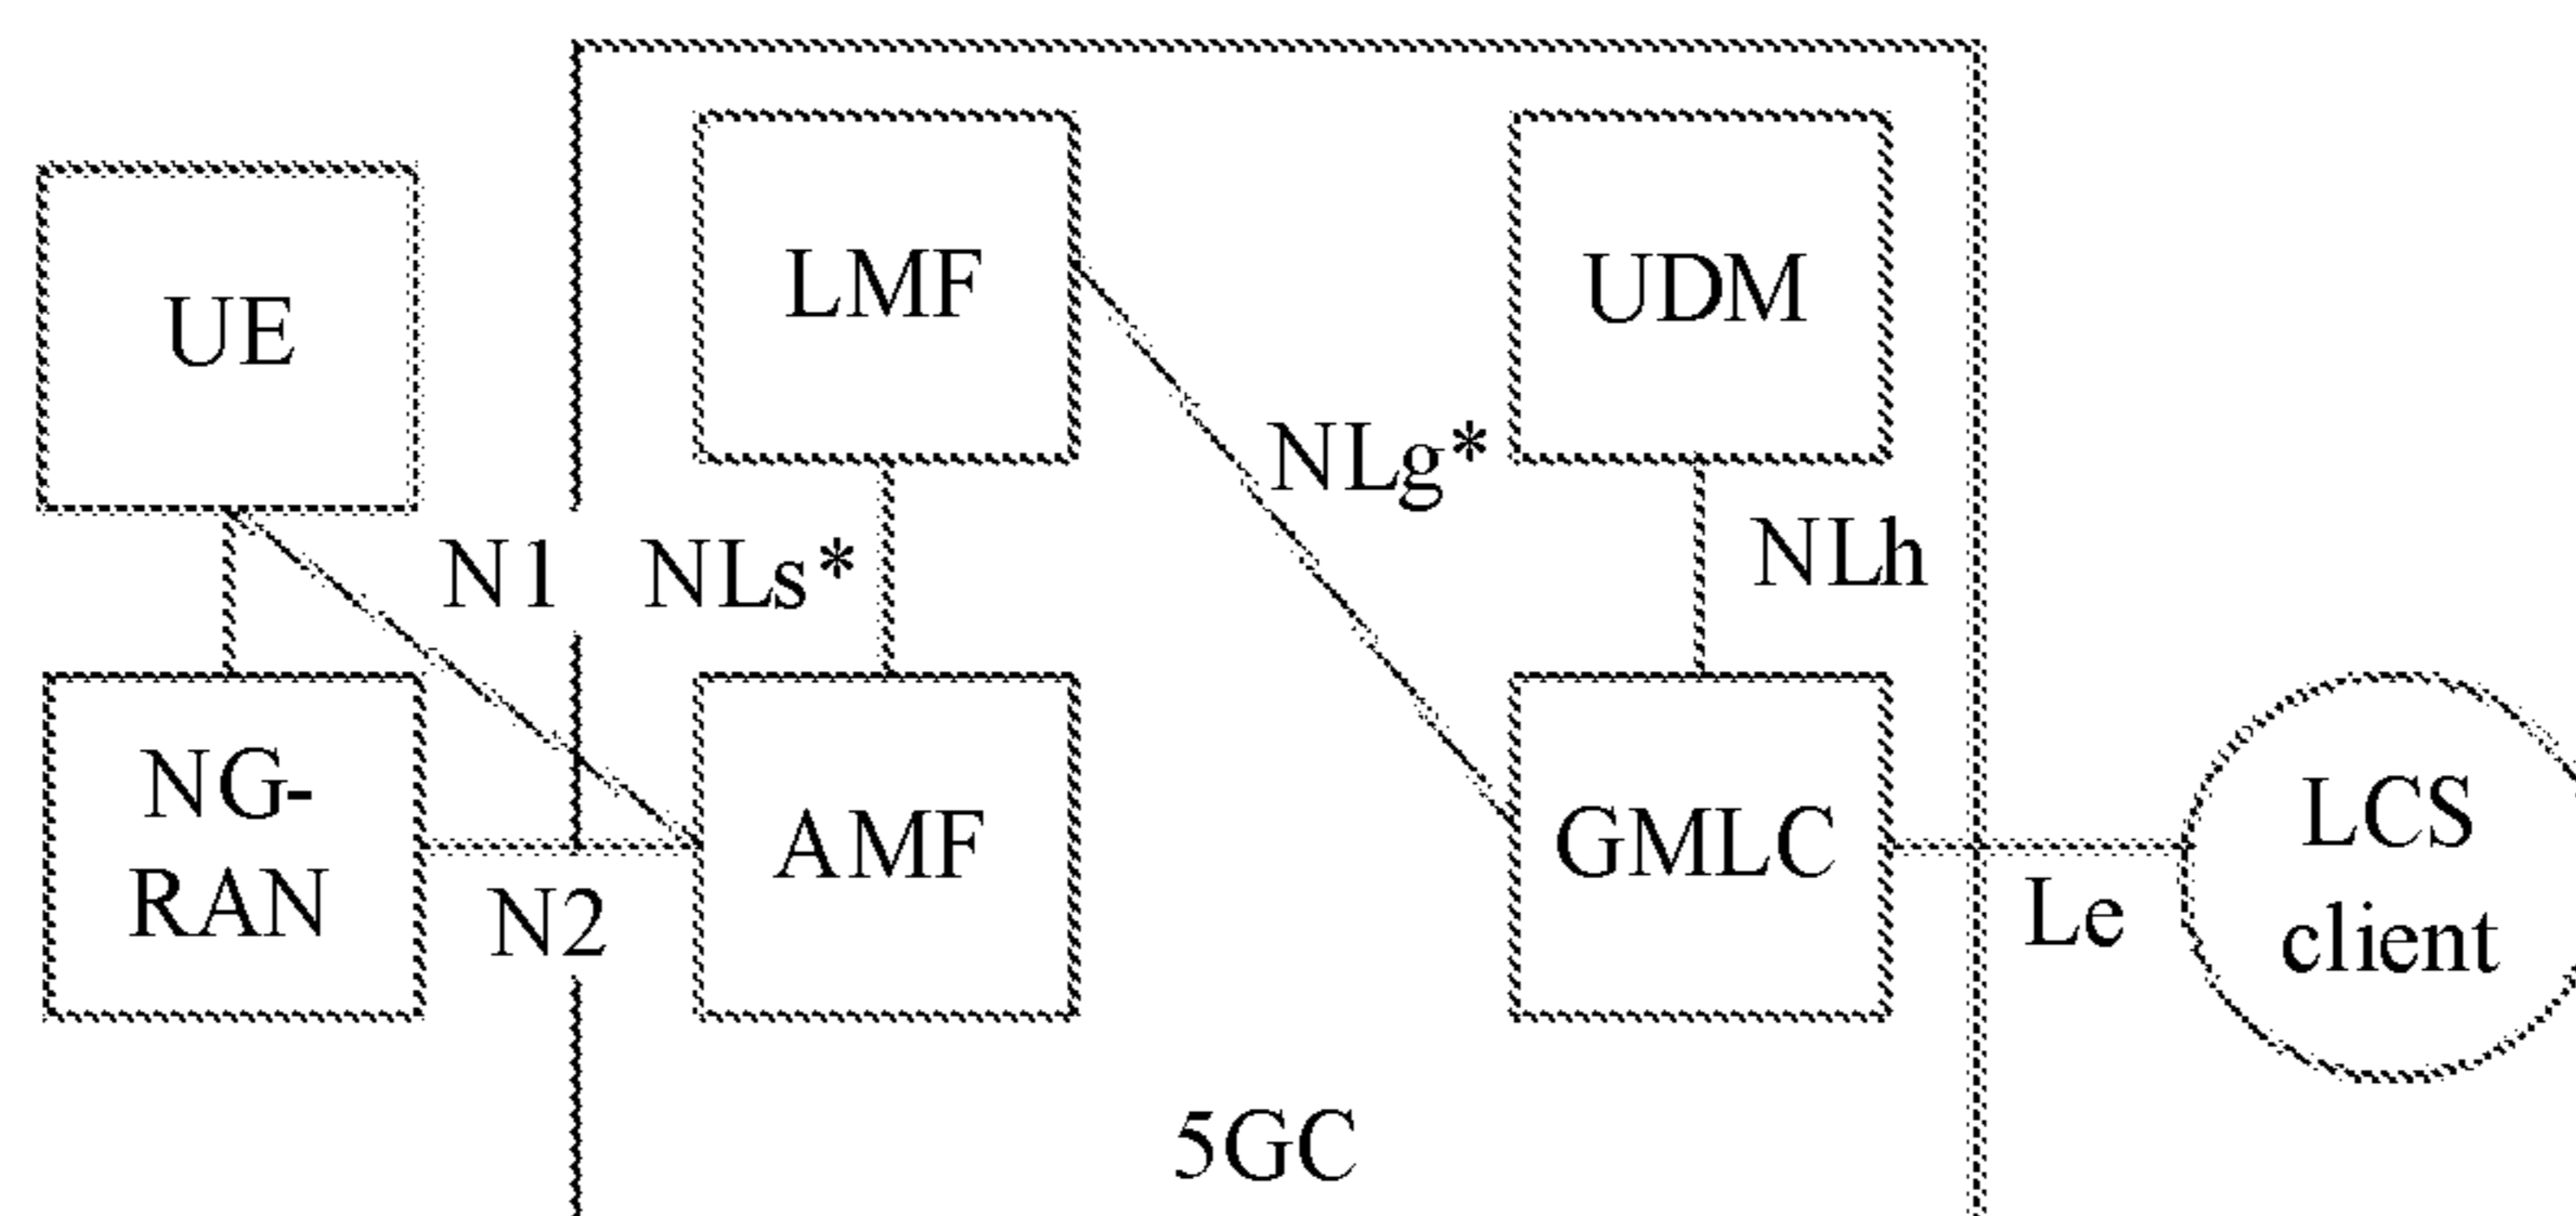 LMF
UDM
UE
NLg*
N1
NLs*
NLh
NG-
RAN
AMF
GMLC
LCS
client
N2
Le
5GC